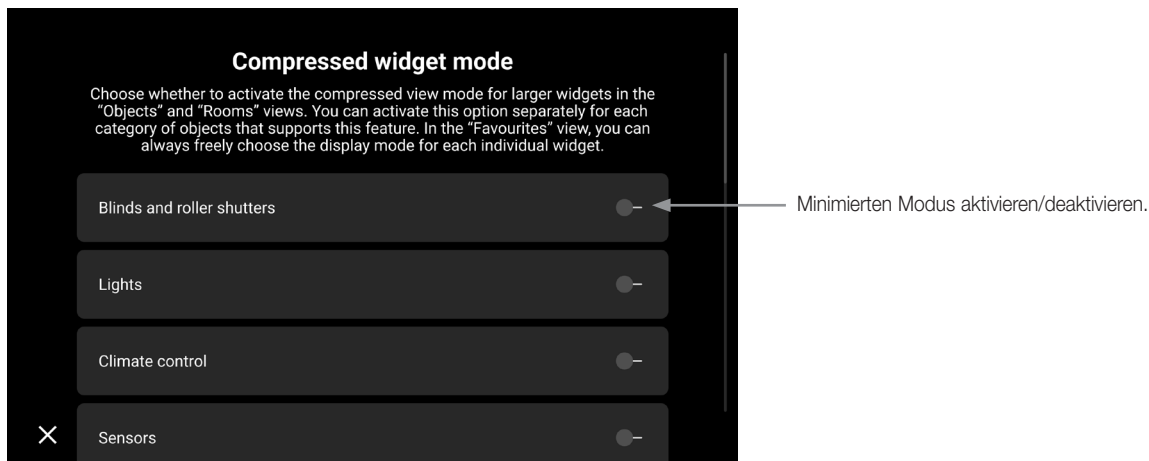 Compressed widget mode
Choose whether to activate the compressed view mode for larger widgets in the
“Objects” and “Rooms” views. You can activate this option separately for each
category of objects that supports this feature. In the “Favourites” view, you can
always freely choose the display mode for each individual widget.
Blinds and roller shutters
Minimierten Modus aktivieren/deaktivieren.
Lights
Climate control
Sensors